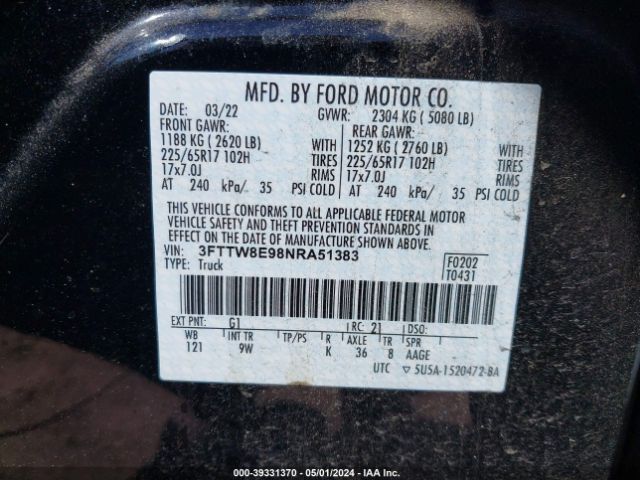 MFD. BY FORD MOTOR CO.
DATE: 03/22 GVWR: 2304 KG ( 5080 LB)
FRONT GAWR: REAR GAWR:
1188 KG ( 2620 LB) WITH 1252 KG ( 2760 LB) WITH
225/65R17 102H TIRES 225/65R17 102H TIRES
17x7.0J RIMS 17x7.0J RIMS
AT 240 kPa/ 35 PSI COLD AT 240 kPa/ 35 PSI COLD
THIS VEHICLE CONFORMS TO ALL APPLICABLE FEDERAL MOTOR
VEHICLE SAFETY AND THEFT PREVENTION STANDARDS IN
EFFECT ON THE DATE OF MANUFACTURE SHOWN ABOVE.
VIN: 3FTTW8E98NRA51383 F0202
TYPE: Truck T0431
EXT PNT: G1 RC: 21 DSO:
WB INT TR TP/PS R AXLE TR SPR
121 9W K 36 8 AAGE
UTC ▽5U5A-1520472-BA
000-39331370 - 05/01/2024 - IAA Inc.